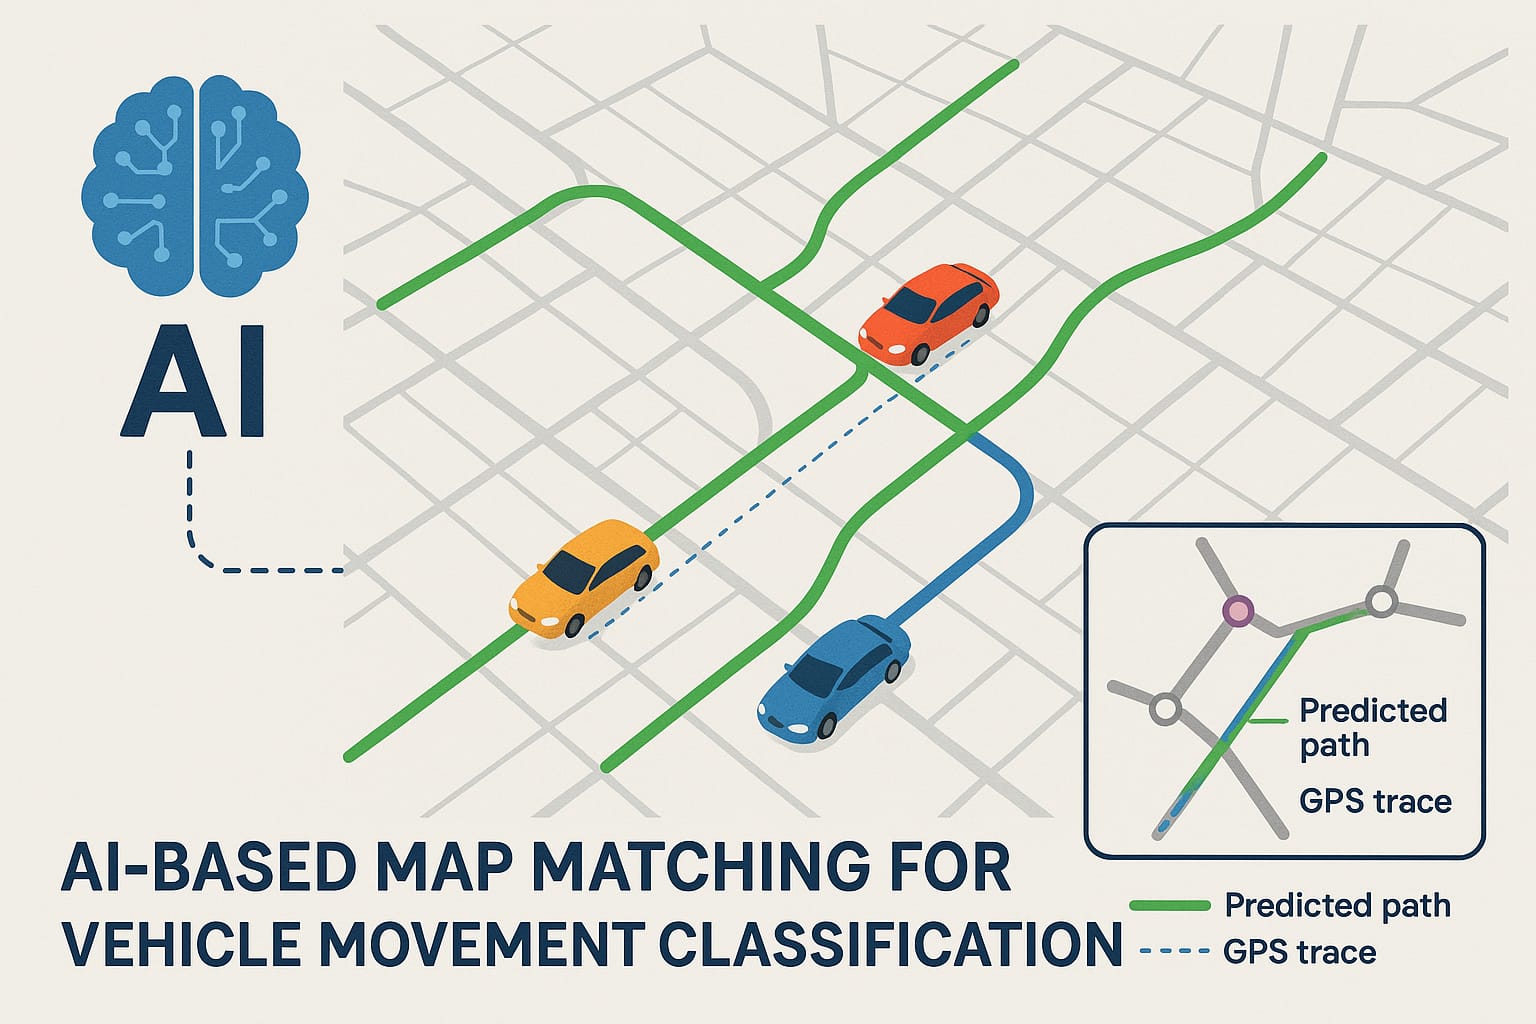 AI
Predicted
path
GPS trace
AI-BASED MAP MATCHING FOR
VEHICLE MOVEMENT CLASSIFICATION
Predicted path
GPS trace